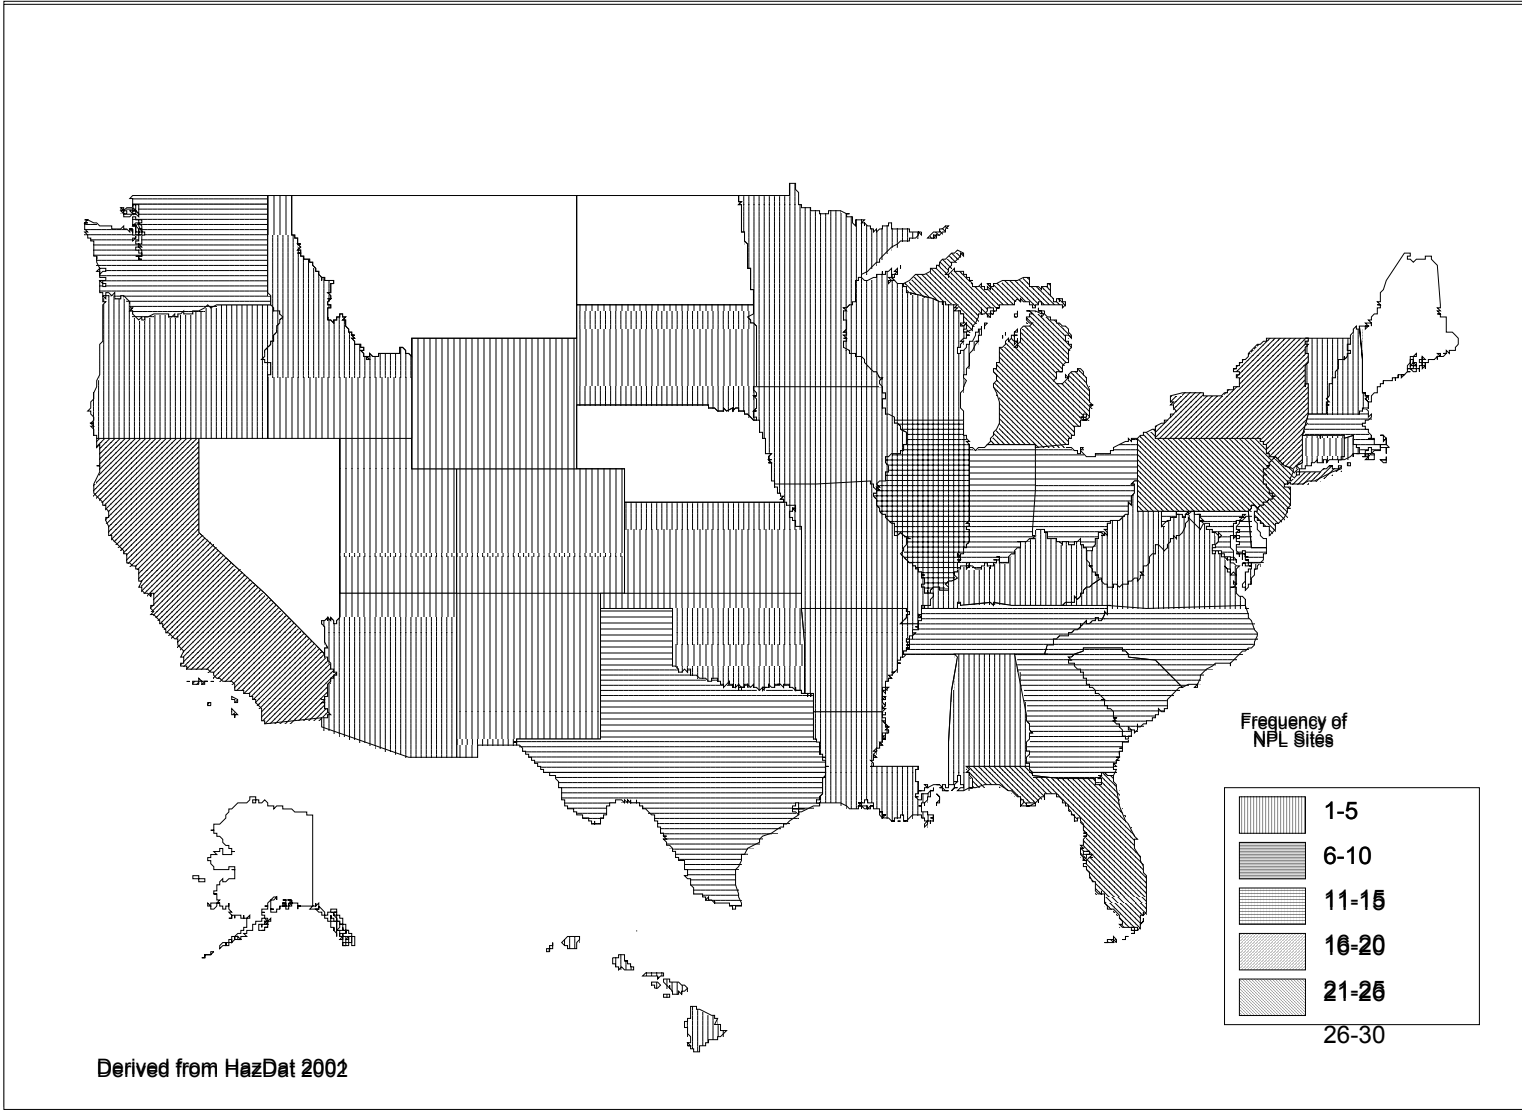 Frequency of
NPL Sites
1-5
6-10
11-15
16-20
21-25
26-30
Derived from HazDat